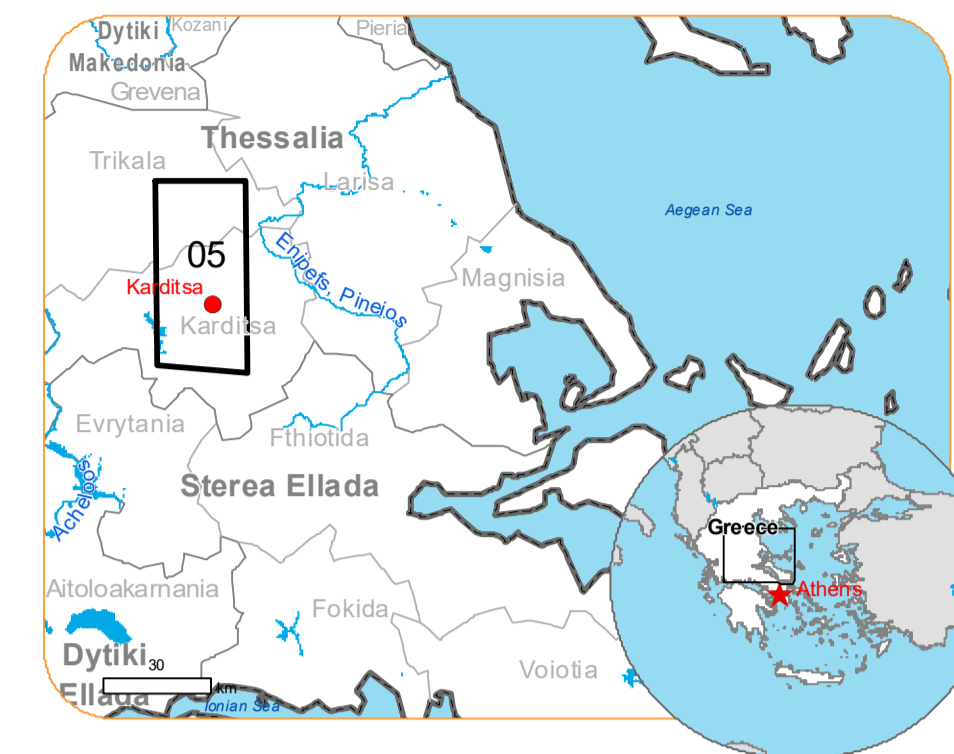 Kozani
Pieria
Dytiki
Makedonia
Grevena
Thessalia
Trikala
Larisa
Aegean Sea
05
Enipefs, Pineios
Magnisia
Karditsa
Karditsa
Evrytania
Fthiotida
Sterea Ellada
Acheloos
Greece
Athens
Aitoloakarnania
Fokida
Dytiki
Ellada
30
km
Ionian Sea
Voiotia